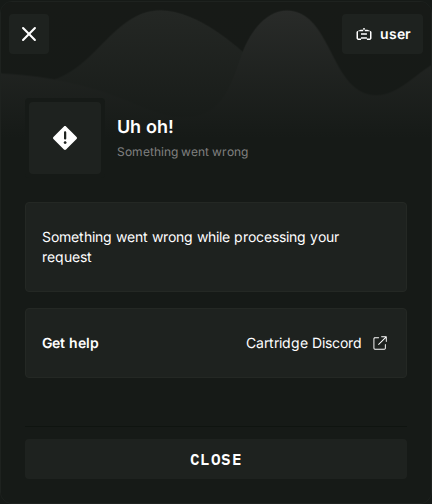 user
Uh oh!
Something went wrong
Something went wrong while processing your
request
Get help
Cartridge Discord
CLOSE